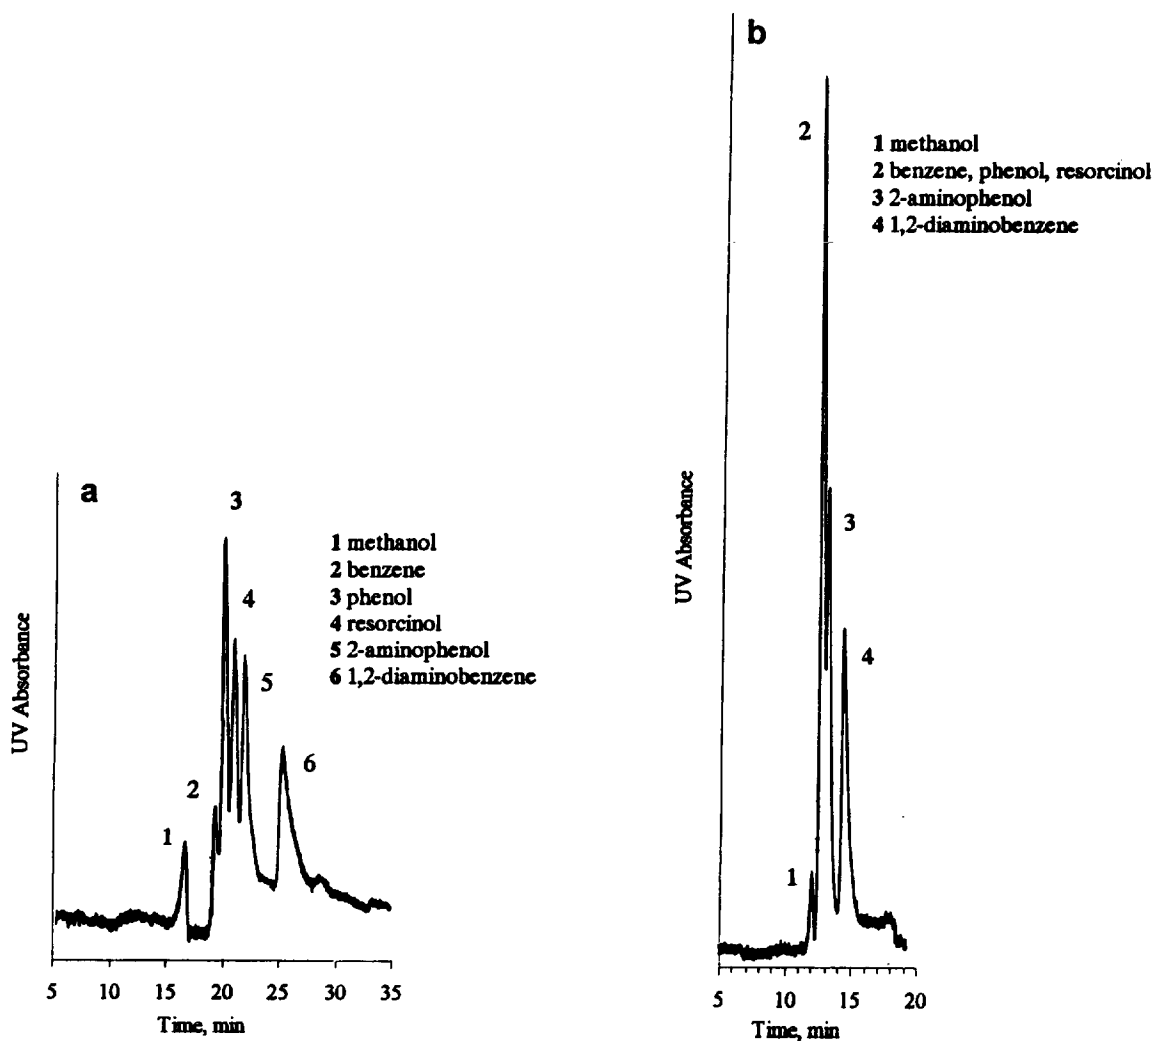 a
3
4
5
2
1
6
1 methanol
2 benzene
3 phenol
4 resorcinol
5 2-aminophenol
6 1,2-diaminobenzene
UV Absorbance
5 10 15 20 25 30 35
Time, min
b
2
1 methanol
2 benzene, phenol, resorcinol
3 2-aminophenol
4 1,2-diaminobenzene
3
4
1
UV Absorbance
5 10 15 20
Time, min